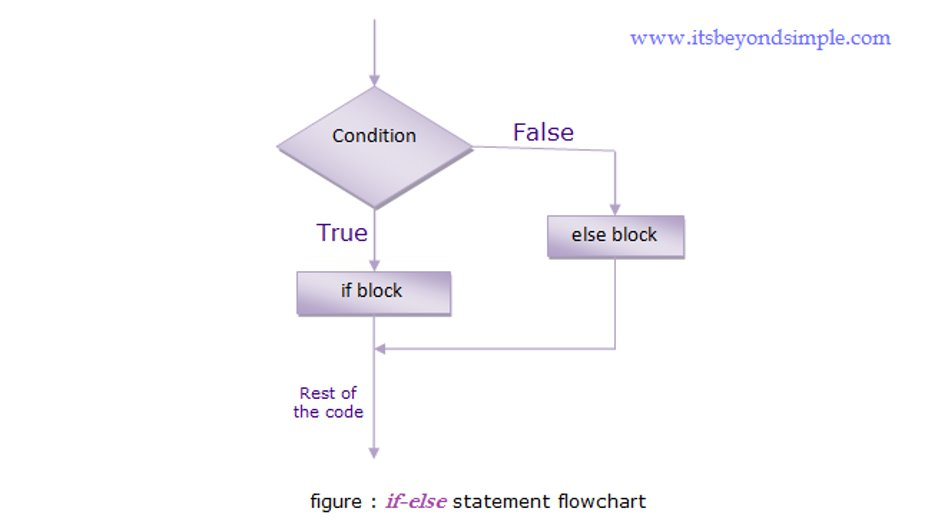 www.itsbeyondsimple.com
Condition
False
True
else block
if block
Rest of
the code
figure : if-else statement flowchart